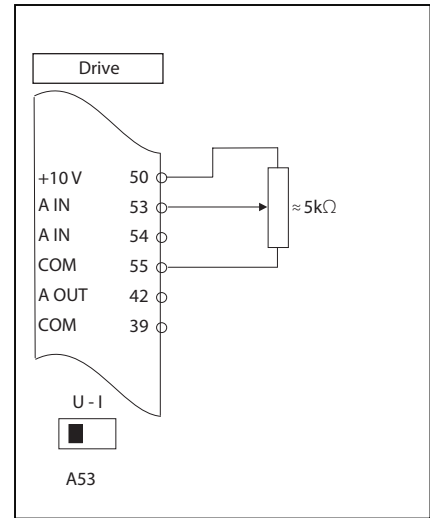 Drive
+10 V 50
A IN 53
≈ 5kΩ
A IN 54
COM 55
A OUT 42
COM 39
U - I
A53